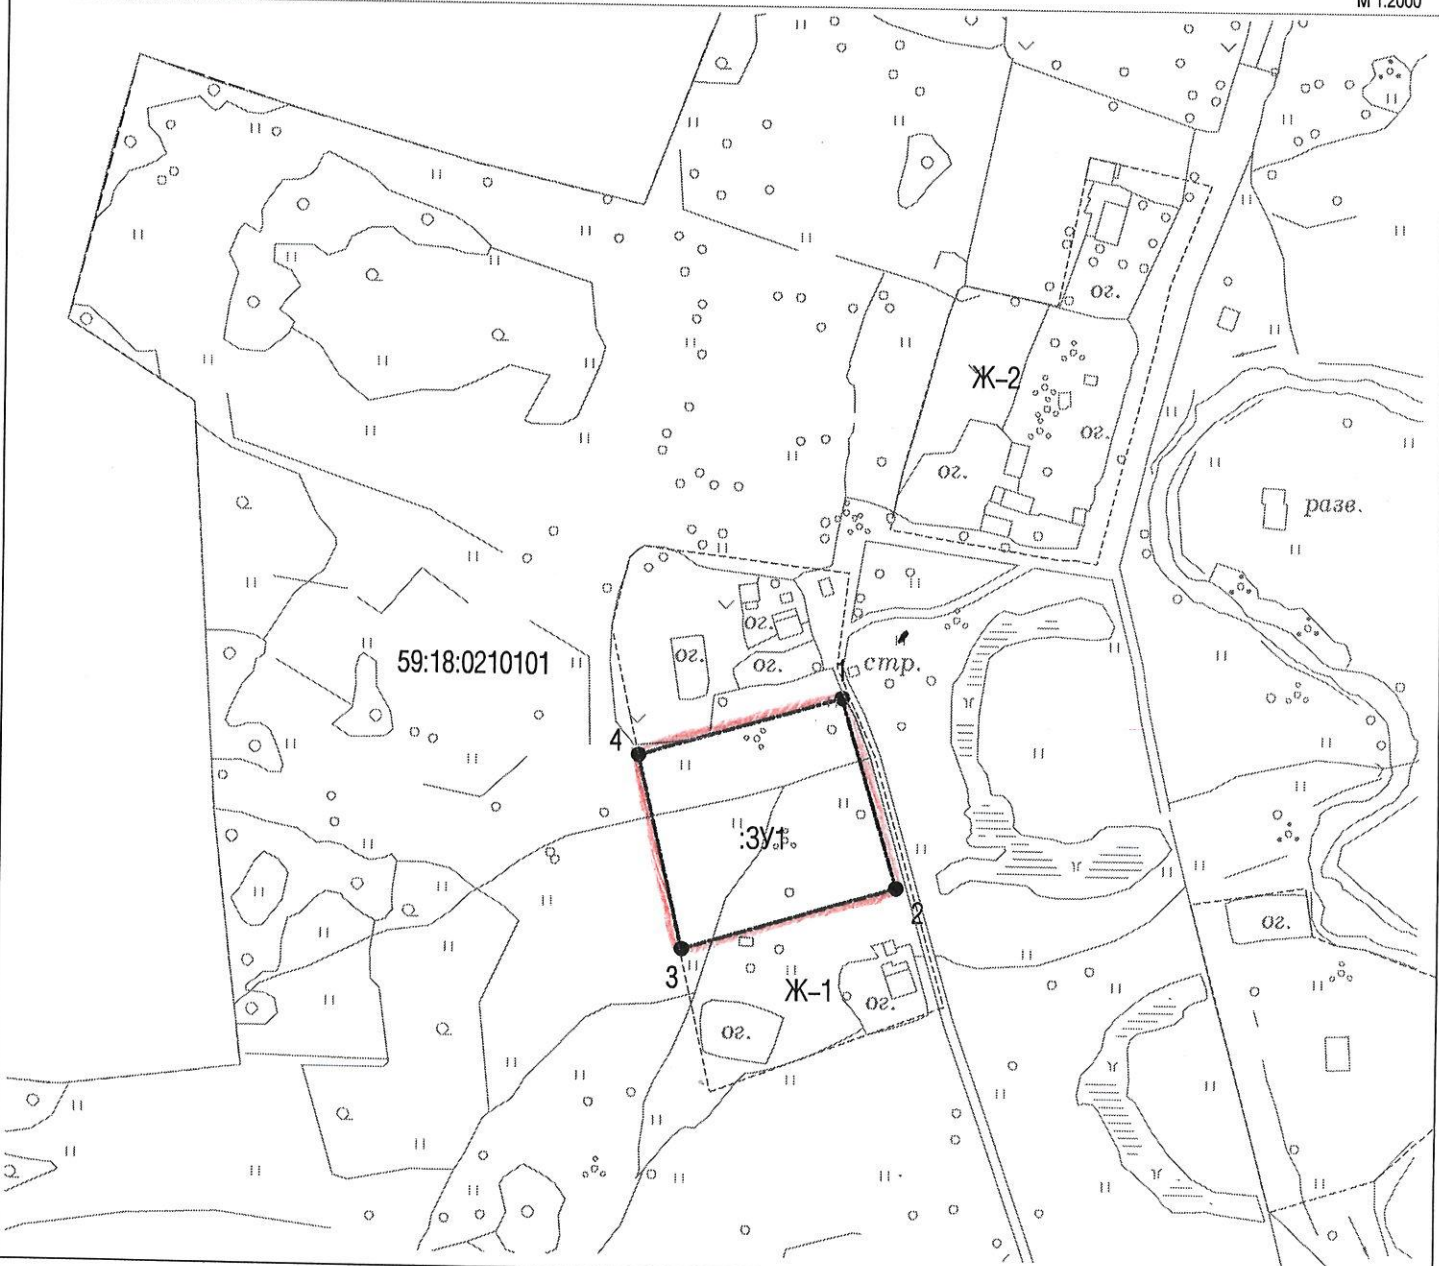 М 1:2000
ог.
Ж-2
ог.
ог.
разв.
ог.
ог.
ог.
59:18:0210101
стр.
1
4
:ЗУ1
2
ог.
3
Ж-1
ог.
ог.